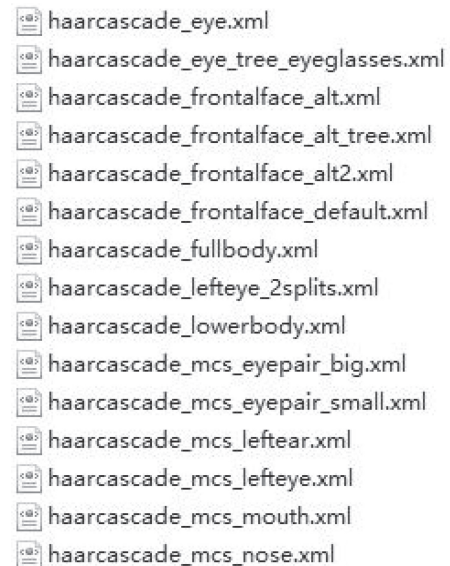 haarcascade_eye.xml
haarcascade_eye_tree_eyeglasses.xml
haarcascade_frontalface_alt.xml
haarcascade_frontalface_alt_tree.xml
haarcascade_frontalface_alt2.xml
haarcascade_frontalface_default.xml
haarcascade_fullbody.xml
haarcascade_lefteye_2splits.xml
haarcascade_lowerbody.xml
haarcascade_mcs_eyepair_big.xml
haarcascade_mcs_eyepair_small.xml
haarcascade_mcs_leftear.xml
haarcascade_mcs_lefteye.xml
haarcascade_mcs_mouth.xml
haarcascade_mcs_nose.xml